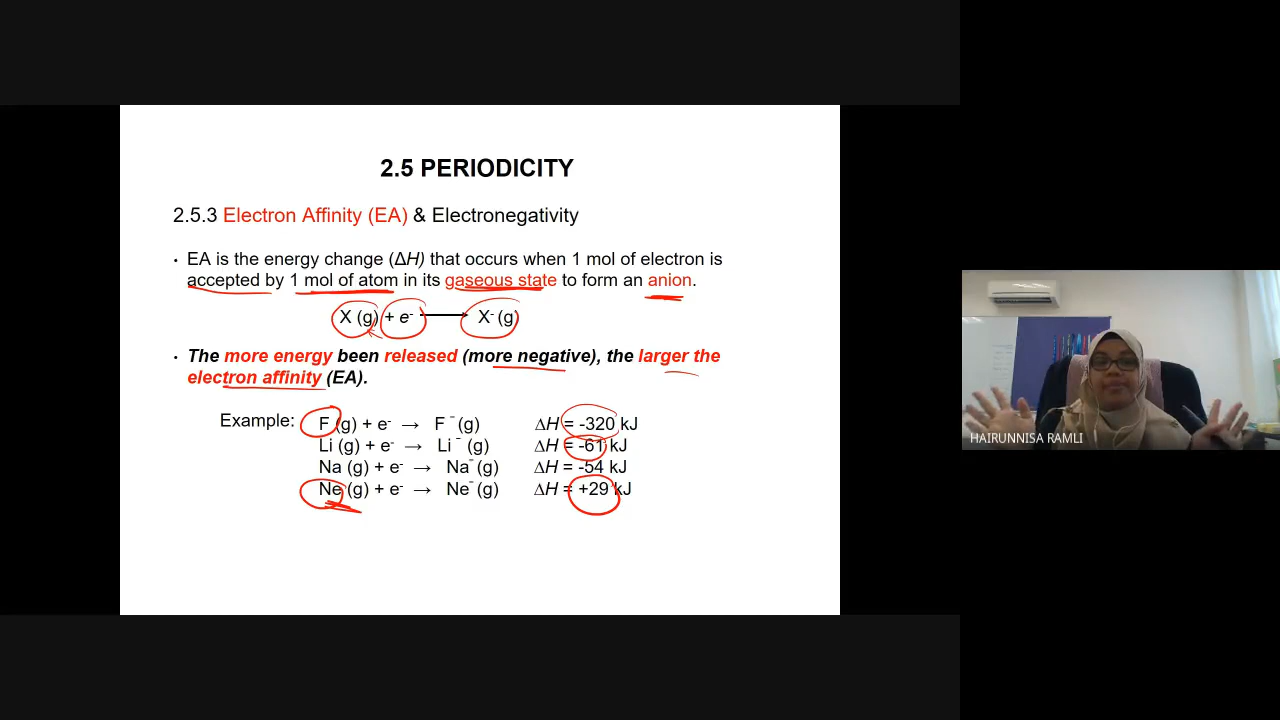 2.5 PERIODICITY
2.5.3 Electron Affinity (EA) & Electronegativity
• EA is the energy change (ΔH) that occurs when 1 mol of electron is
accepted by 1 mol of atom in its gaseous state to form an anion.
X (g) + e⁻ ⟶ X⁻ (g)
• The more energy been released (more negative), the larger the
electron affinity (EA).
Example: F (g) + e⁻ → F⁻ (g) ΔH = -320 kJ
Li (g) + e⁻ → Li⁻ (g) ΔH = -61 kJ
Na (g) + e⁻ → Na⁻ (g) ΔH = -54 kJ
Ne (g) + e⁻ → Ne⁻ (g) ΔH = +29 kJ
HAIRUNNISA RAMLI